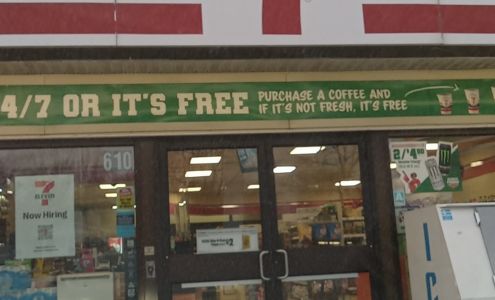 4/7 OR IT'S FREE
PURCHASE A COFFEE AND
IF IT'S NOT FRESH, IT'S FREE
610
7
ELEVEN
Now Hiring
2/$4